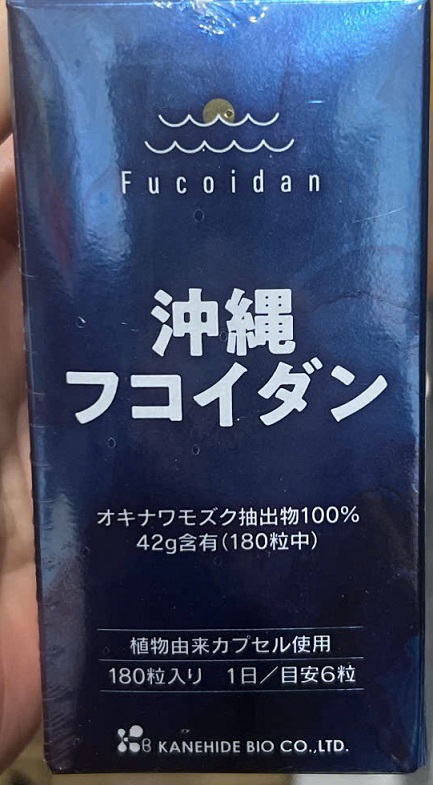 Fucoidan
沖縄
フコイダン
オキナワモズク抽出物100%
42g含有(180粒中)
植物由来カプセル使用
180粒入り 1日/目安6粒
KANEHIDE BIO CO.,LTD.